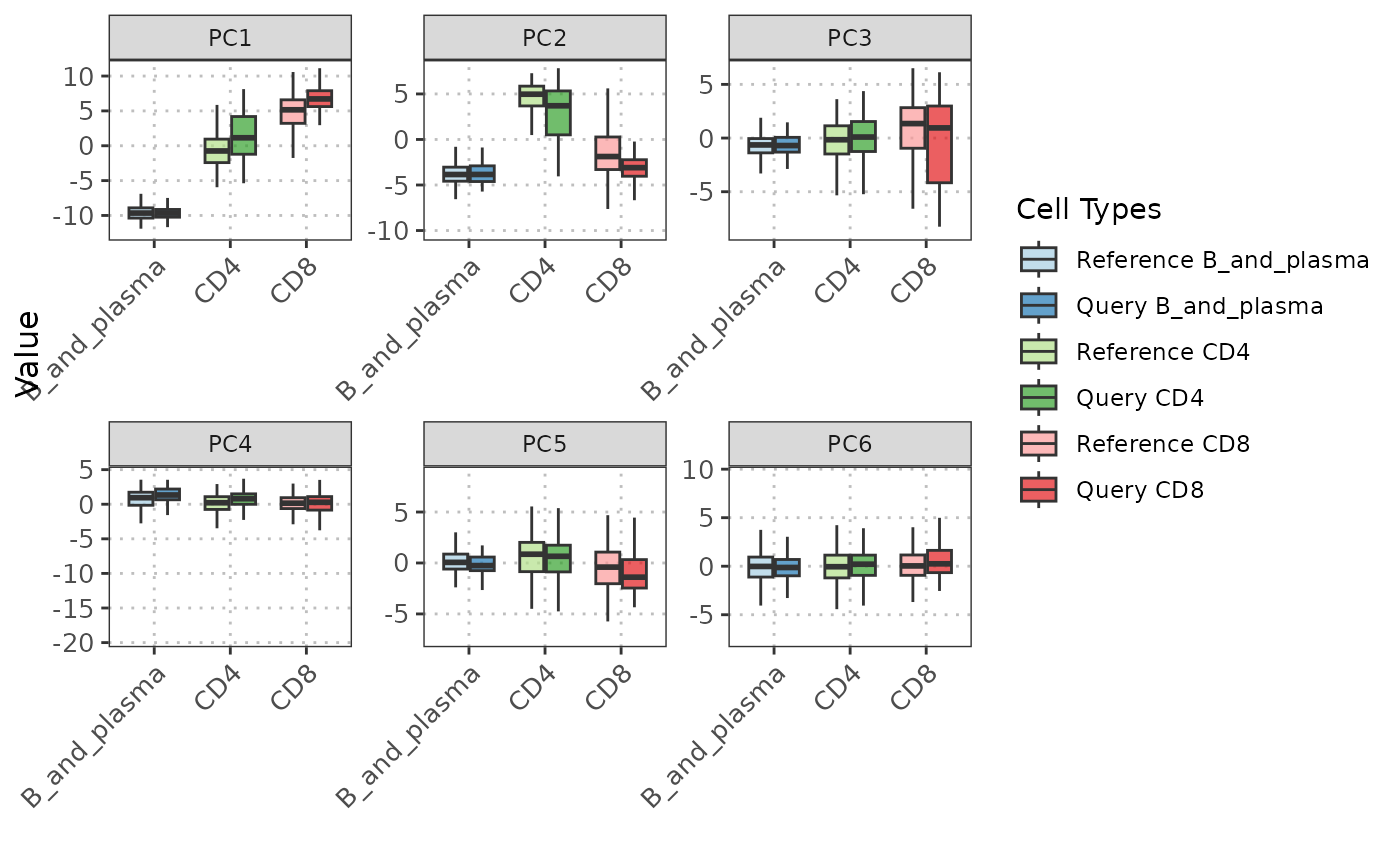 PC1 PC2 PC3
10
5
0
-5
-10
5
0
-5
-10
5
0
-5
B_and_plasma CD4 CD8 B_and_plasma CD4 CD8 B_and_plasma CD4 CD8
Value
PC4 PC5 PC6
5
0
-5
-10
-15
-20
5
0
-5
10
5
0
-5
B_and_plasma CD4 CD8 B_and_plasma CD4 CD8 B_and_plasma CD4 CD8
Cell Types
Reference B_and_plasma
Query B_and_plasma
Reference CD4
Query CD4
Reference CD8
Query CD8